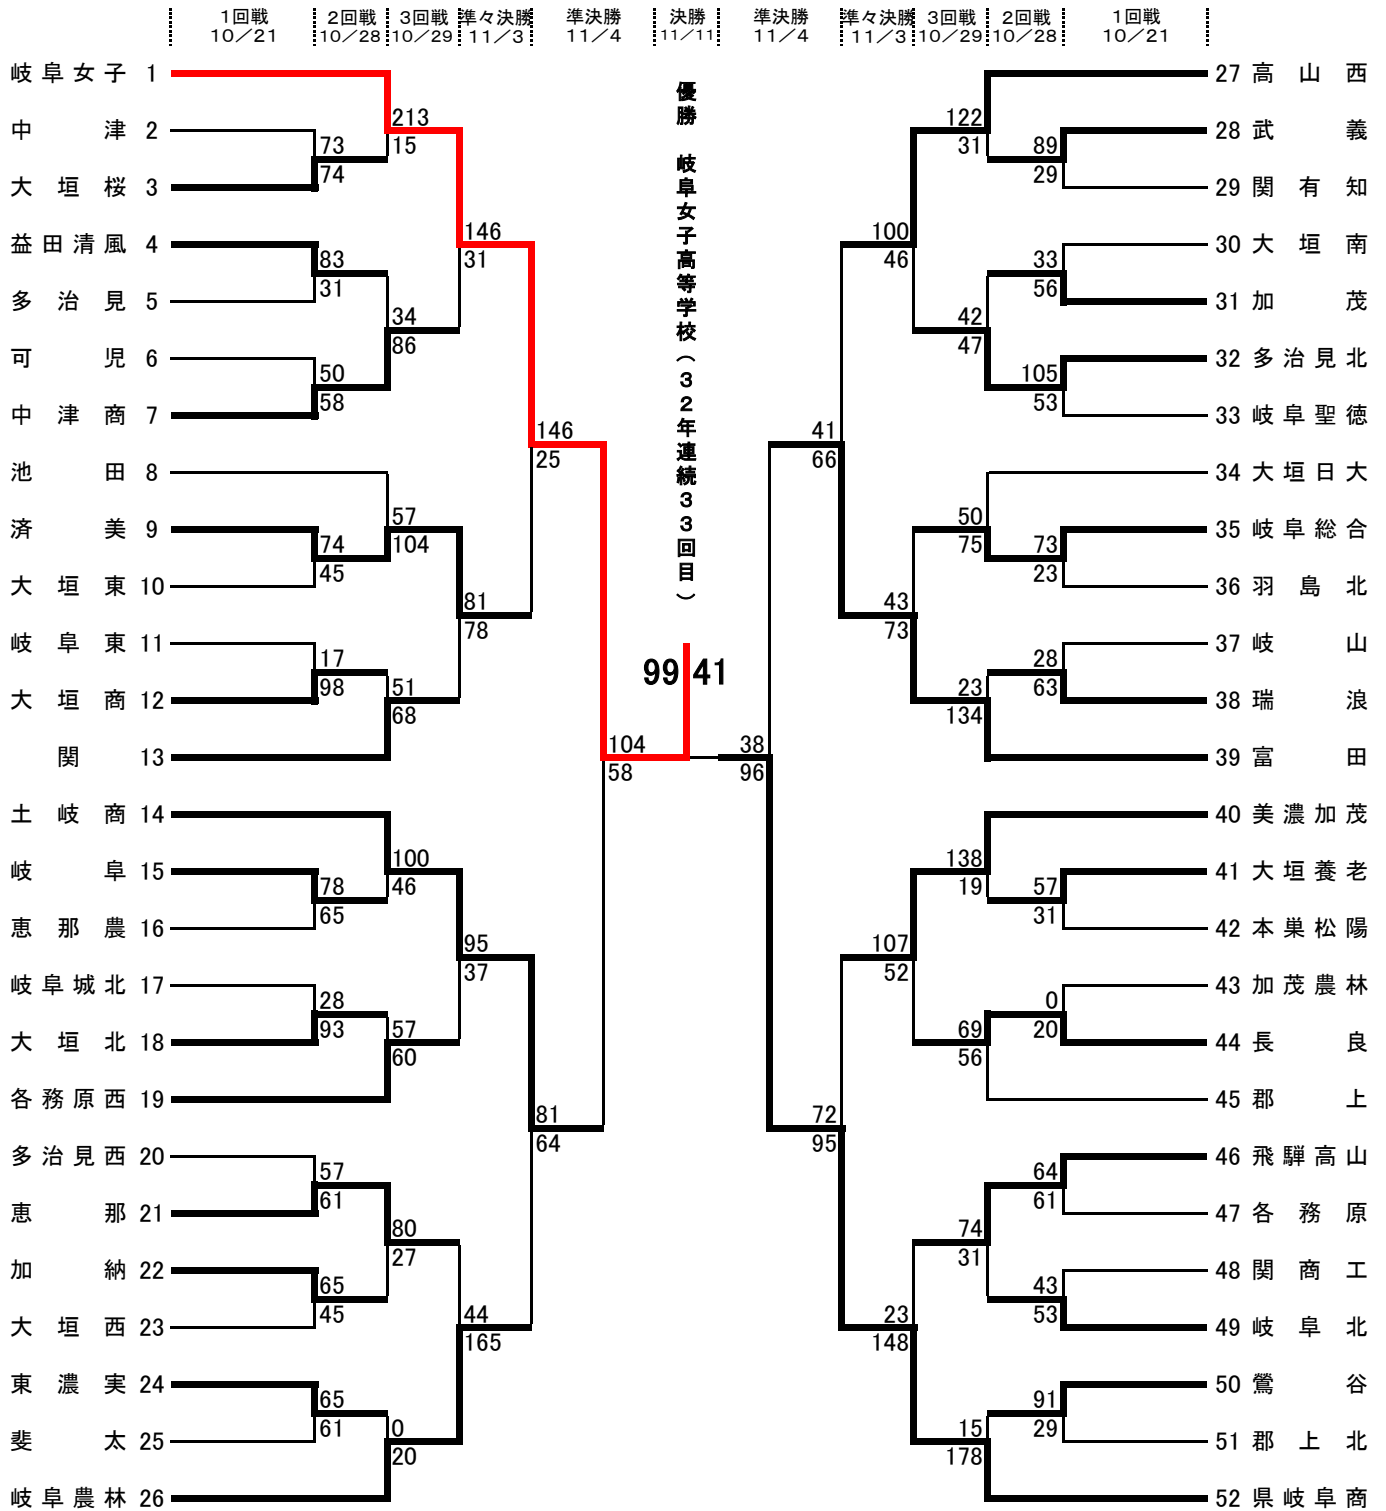 1回戦 2回戦 3回戦 準々決勝 準決勝 決勝 準決勝 準々決勝 3回戦 2回戦 1回戦
10／21 10／28 10／29 11／3 11／4 11／11 11／4 11／3 10／29 10／28 10／21
優勝 岐阜女子高等学校（32年連続33回目）
岐阜女子 1
中津 2
大垣桜 3
益田清風 4
多治見 5
可児 6
中津商 7
池田 8
済美 9
大垣東 10
岐阜東 11
大垣商 12
関 13
土岐商 14
岐阜 15
恵那農 16
岐阜城北 17
大垣北 18
各務原西 19
多治見西 20
恵那 21
加納 22
大垣西 23
東濃実 24
斐太 25
岐阜農林 26
73
74
83
31
50
58
74
45
17
98
78
65
28
93
57
61
65
45
65
61
213
15
34
86
57
104
51
68
100
46
57
60
80
27
0
20
146
31
81
78
95
37
44
165
146
25
81
64
104
58
99 41
38
96
41
66
72
95
100
46
43
73
107
52
23
148
122
31
42
47
50
75
23
134
138
19
69
56
74
31
15
178
89
29
33
56
105
53
73
23
28
63
57
31
0
20
64
61
43
53
91
29
27 高山西
28 武義
29 関有知
30 大垣南
31 加茂
32 多治見北
33 岐阜聖徳
34 大垣日大
35 岐阜総合
36 羽島北
37 岐山
38 瑞浪
39 富田
40 美濃加茂
41 大垣養老
42 本巣松陽
43 加茂農林
44 長良
45 郡上
46 飛騨高山
47 各務原
48 関商工
49 岐阜北
50 鶯谷
51 郡上北
52 県岐阜商